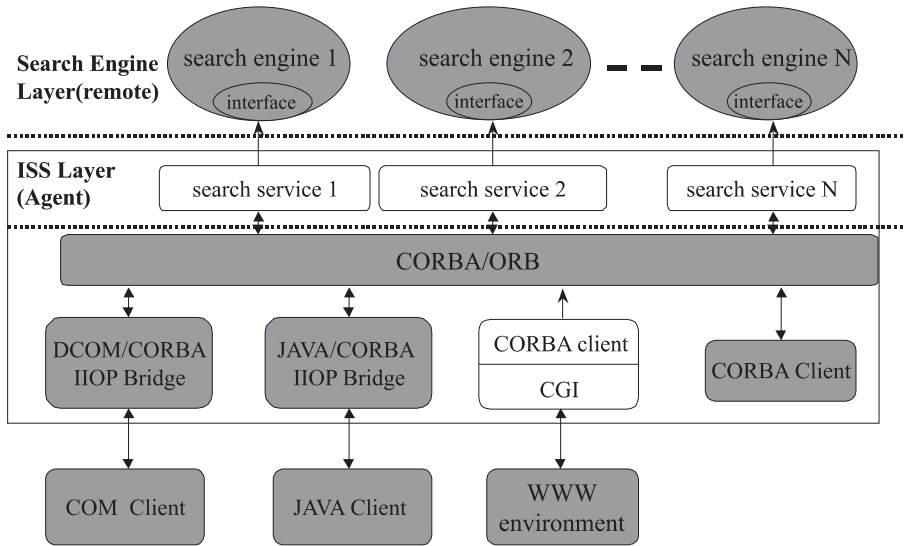 Search Engine
Layer(remote)
search engine 1
interface
search engine 2
interface
search engine N
interface
ISS Layer
(Agent)
search service 1
search service 2
search service N
CORBA/ORB
DCOM/CORBA
IIOP Bridge
JAVA/CORBA
IIOP Bridge
CORBA client
CGI
CORBA Client
COM Client
JAVA Client
WWW
environment